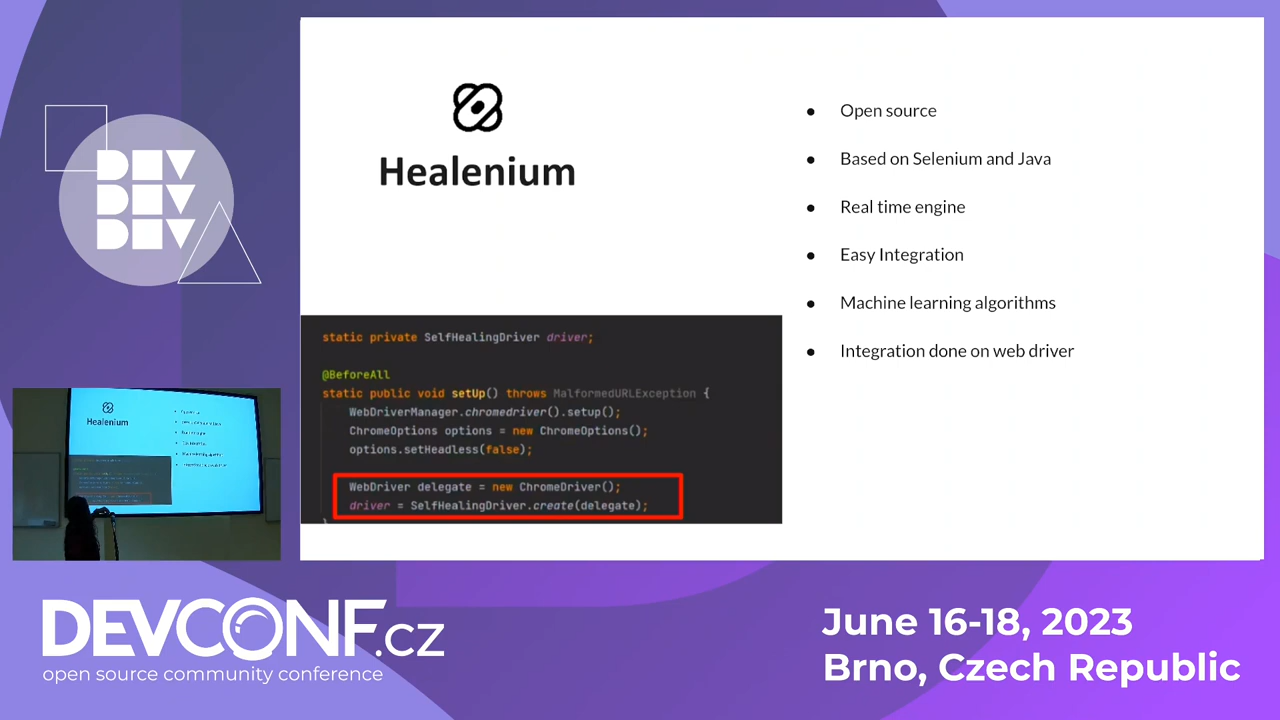 DEV
DEV
DEV
Healenium
● Open source
● Based on Selenium and Java
● Real time engine
● Easy Integration
● Machine learning algorithms
● Integration done on web driver
static private SelfHealingDriver driver;
@BeforeAll
static public void setUp() throws MalformedURLException {
WebDriverManager.chromedriver().setup();
ChromeOptions options = new ChromeOptions();
options.setHeadless(false);
WebDriver delegate = new ChromeDriver();
driver = SelfHealingDriver.create(delegate);
Healenium
DEVCONF.cz
open source community conference
June 16-18, 2023
Brno, Czech Republic